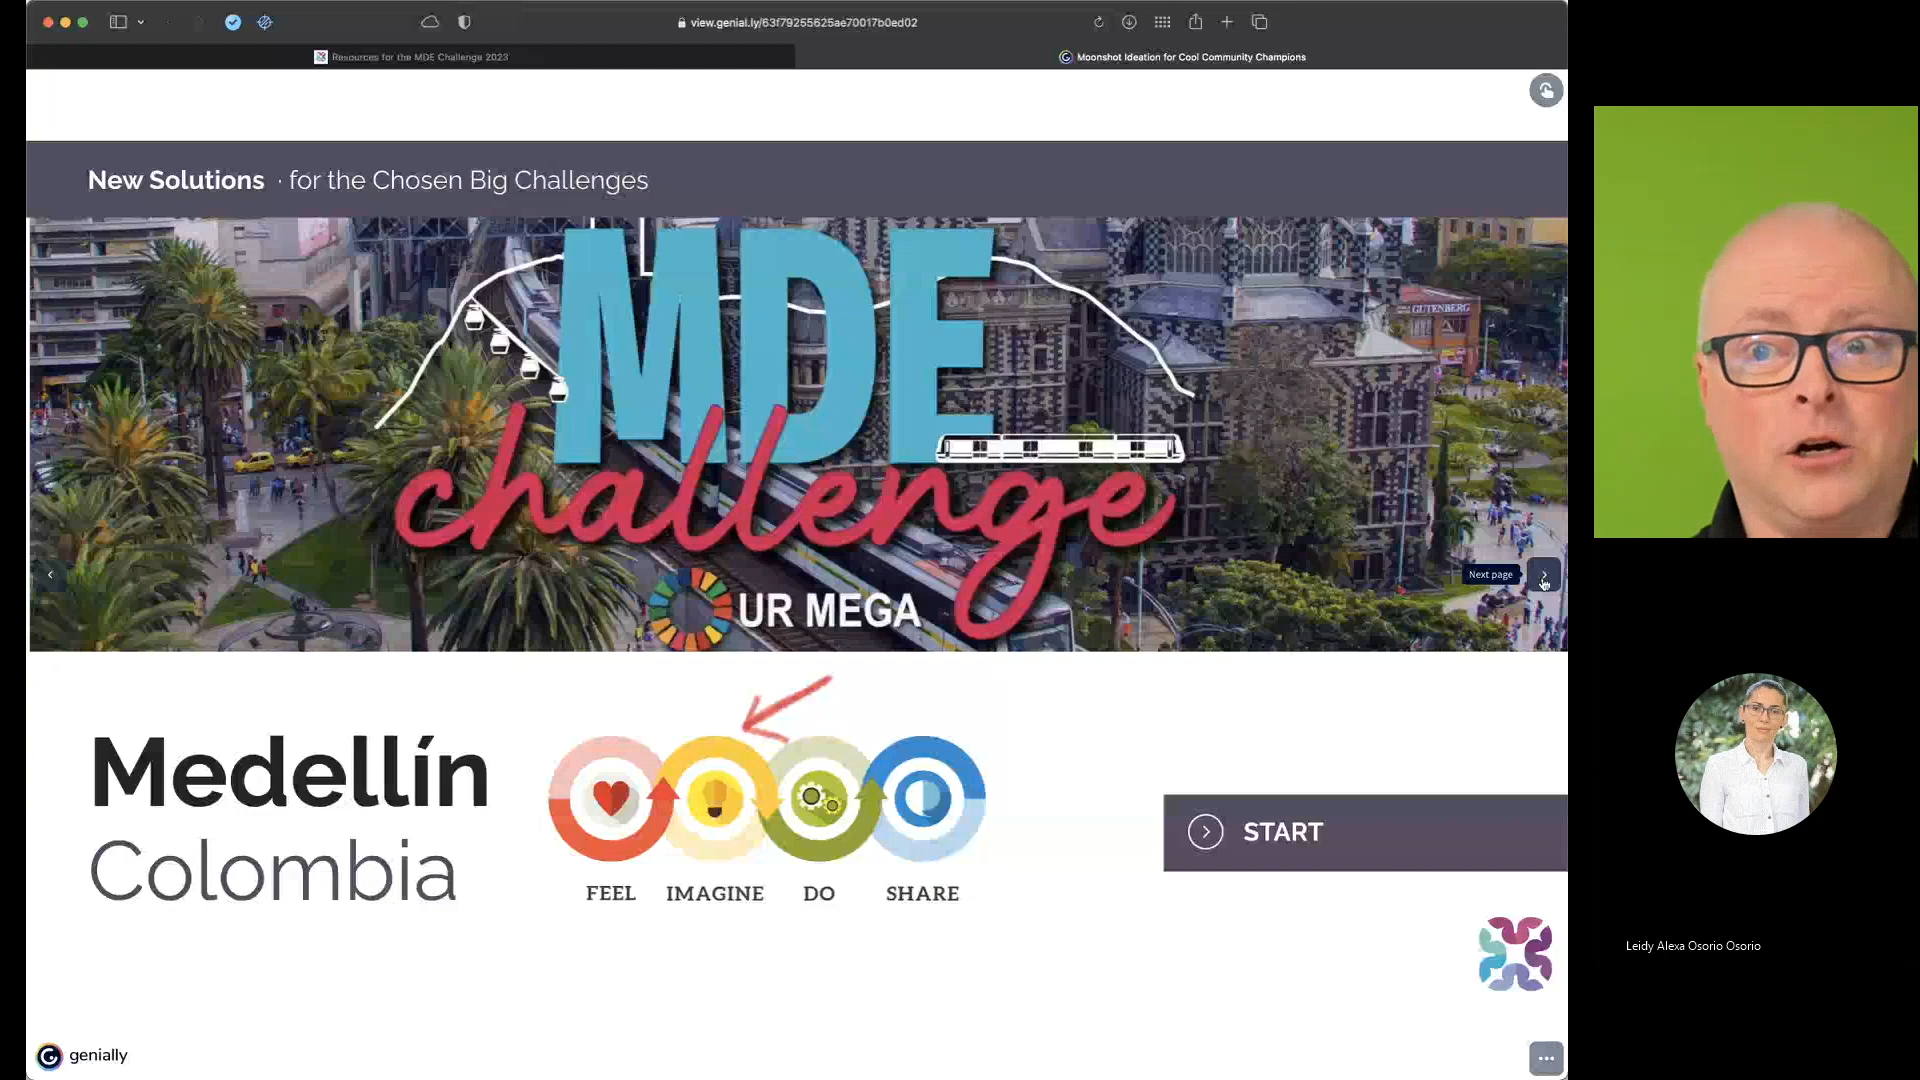 view.genial.ly/63f79255625ae70017b0ed02
Resources for the MDE Challenge 2023
Moonshot Ideation for Cool Community Champions
New Solutions · for the Chosen Big Challenges
MDE
GUTENBERG
challenge
Next page
UR MEGA
Medellín
Colombia
FEEL IMAGINE DO SHARE
START
Leidy Alexa Osorio Osorio
genially